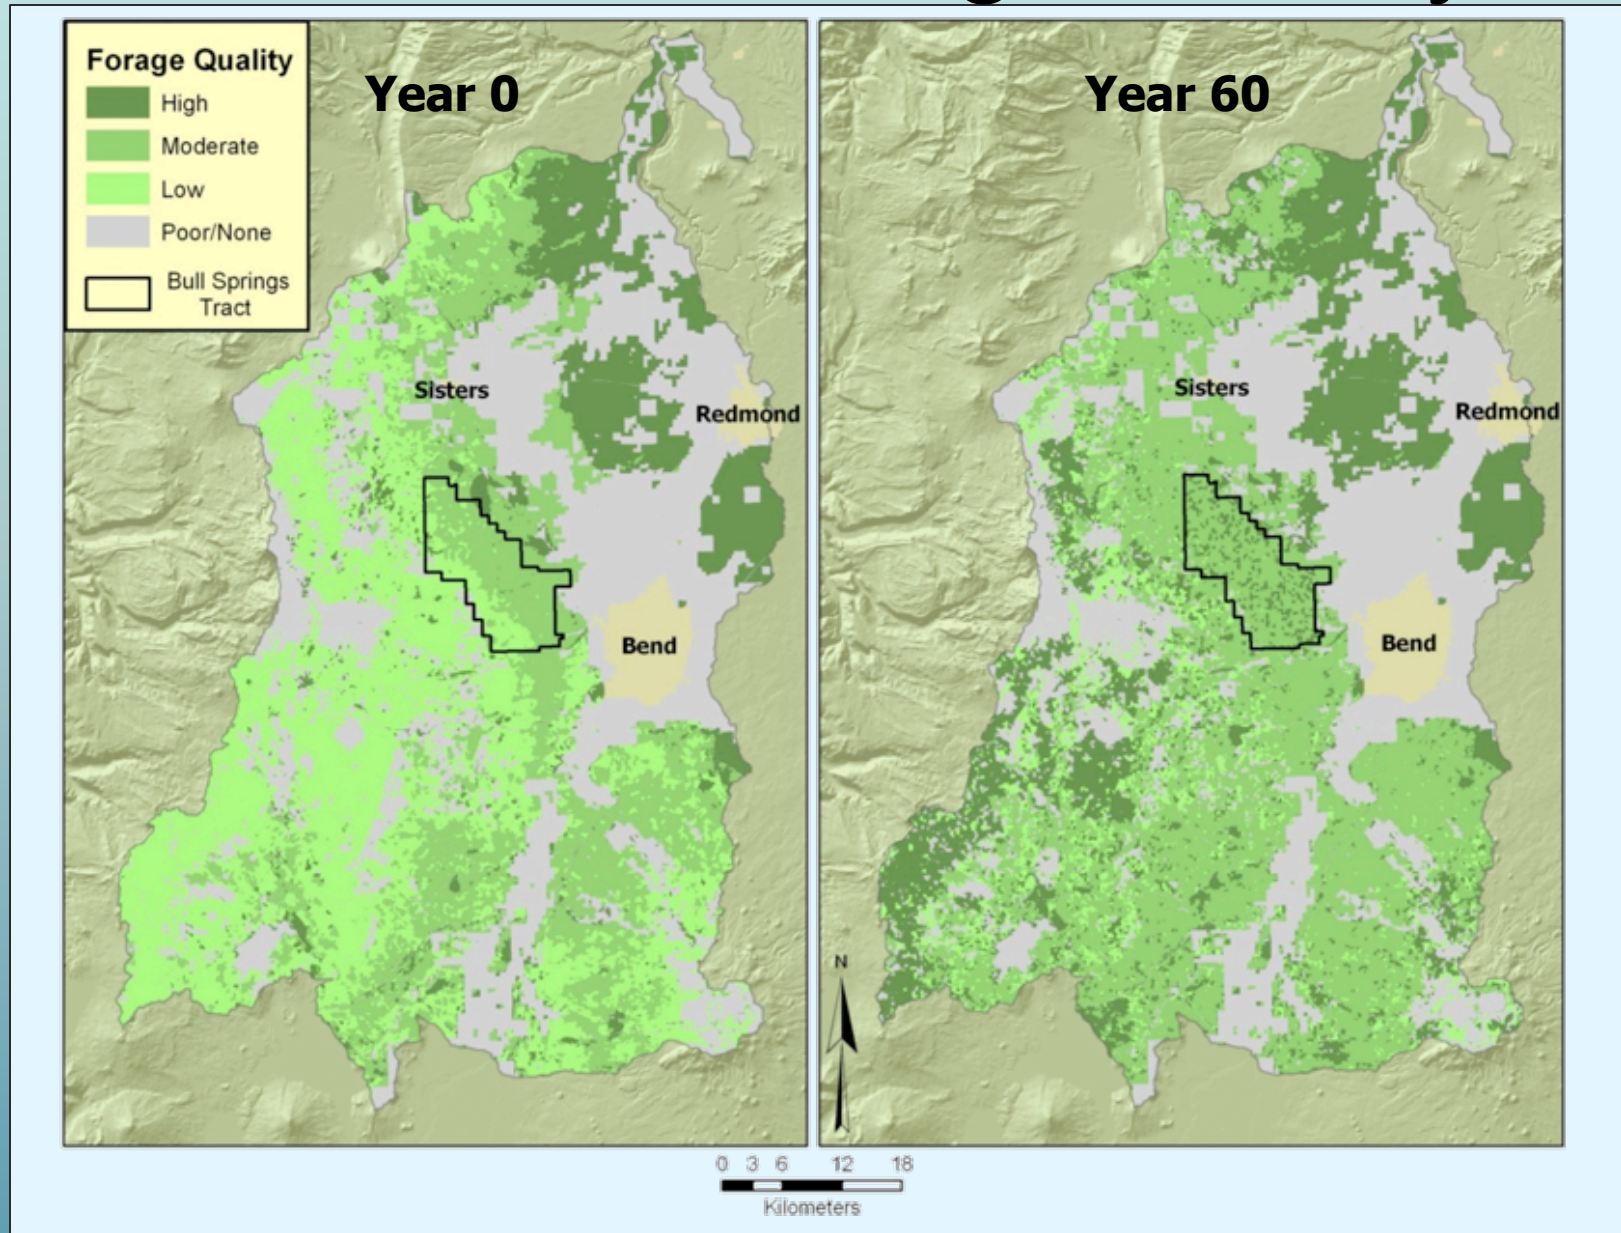 Forage Quality
High
Moderate
Low
Poor/None
Bull Springs
Tract
Year 0
Sisters
Redmond
Bend
Year 60
Sisters
Redmond
Bend
N
0 3 6 12 18
Kilometers